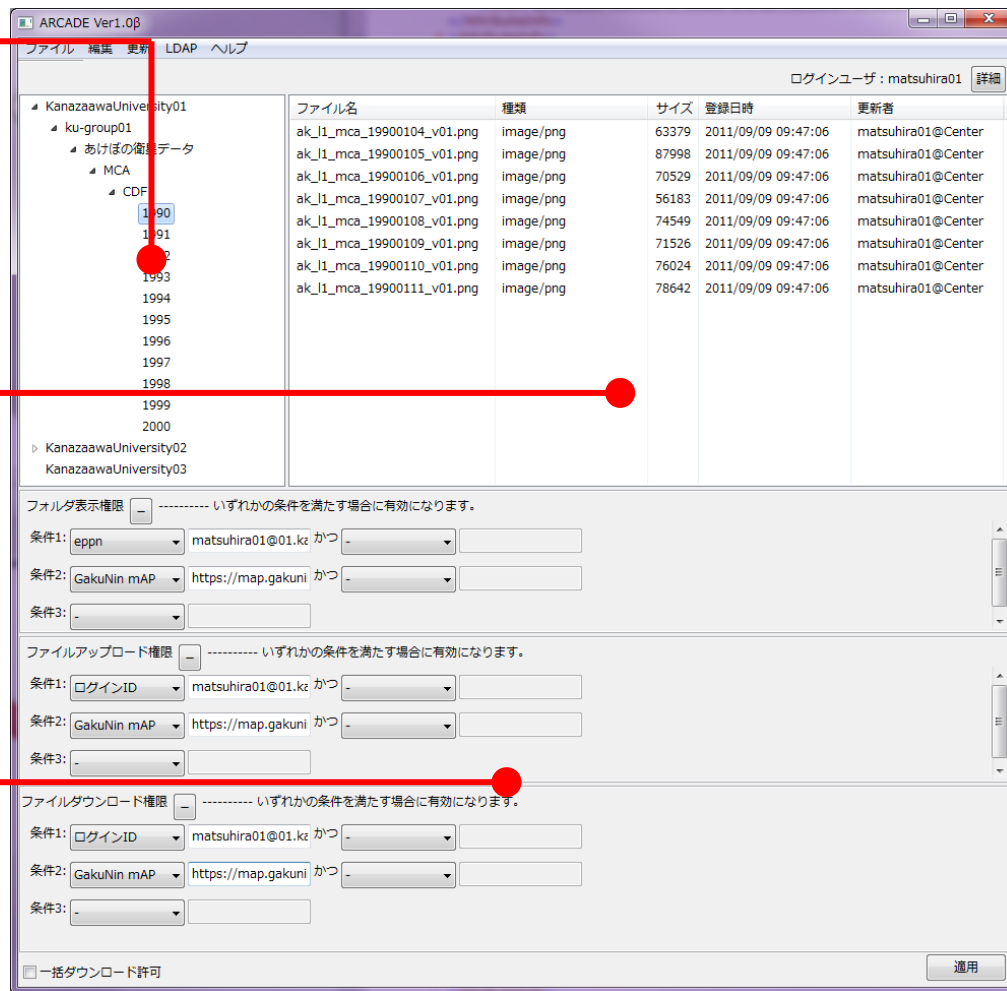 ARCADE Ver1.0β
ファイル 編集 更新 LDAP ヘルプ
ログインユーザ : matsuhira01 詳細
KanazaawaUniversity01
ku-group01
あけぼの衛星データ
MCA
CDF
1990
1991
1993
1994
1995
1996
1997
1998
1999
2000
KanazaawaUniversity02
KanazaawaUniversity03
ファイル名 種類 サイズ 登録日時 更新者
ak_l1_mca_19900104_v01.png image/png 63379 2011/09/09 09:47:06 matsuhira01@Center
ak_l1_mca_19900105_v01.png image/png 87998 2011/09/09 09:47:06 matsuhira01@Center
ak_l1_mca_19900106_v01.png image/png 70529 2011/09/09 09:47:06 matsuhira01@Center
ak_l1_mca_19900107_v01.png image/png 56183 2011/09/09 09:47:06 matsuhira01@Center
ak_l1_mca_19900108_v01.png image/png 74549 2011/09/09 09:47:06 matsuhira01@Center
ak_l1_mca_19900109_v01.png image/png 71526 2011/09/09 09:47:06 matsuhira01@Center
ak_l1_mca_19900110_v01.png image/png 76024 2011/09/09 09:47:06 matsuhira01@Center
ak_l1_mca_19900111_v01.png image/png 78642 2011/09/09 09:47:06 matsuhira01@Center
フォルダ表示権限 - ---------- いずれかの条件を満たす場合に有効になります。
条件1: eppn matsuhira01@01.ka かつ -
条件2: GakuNin mAP https://map.gakuni かつ -
条件3: -
ファイルアップロード権限 - ---------- いずれかの条件を満たす場合に有効になります。
条件1: ログインID matsuhira01@01.ka かつ -
条件2: GakuNin mAP https://map.gakuni かつ -
条件3: -
ファイルダウンロード権限 - ---------- いずれかの条件を満たす場合に有効になります。
条件1: ログインID matsuhira01@01.ka かつ -
条件2: GakuNin mAP https://map.gakuni かつ -
条件3: -
一括ダウンロード許可 適用